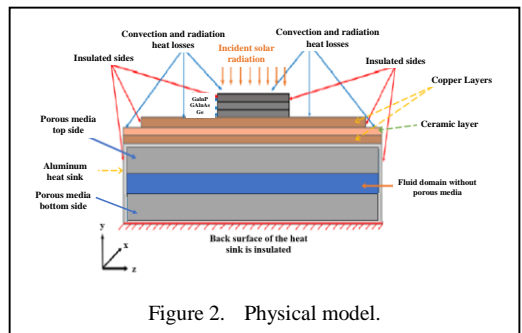 Convection and radiation
heat losses
Incident solar
radiation
Convection and radiation
heat losses
Insulated sides
Insulated sides
Copper Layers
GaInP
GAInAs
Ge
Porous media
top side
Ceramic layer
Aluminum
heat sink
Fluid domain without
porous media
Porous media
bottom side
Back surface of the heat
sink is insulated
y
x
z
Figure 2. Physical model.